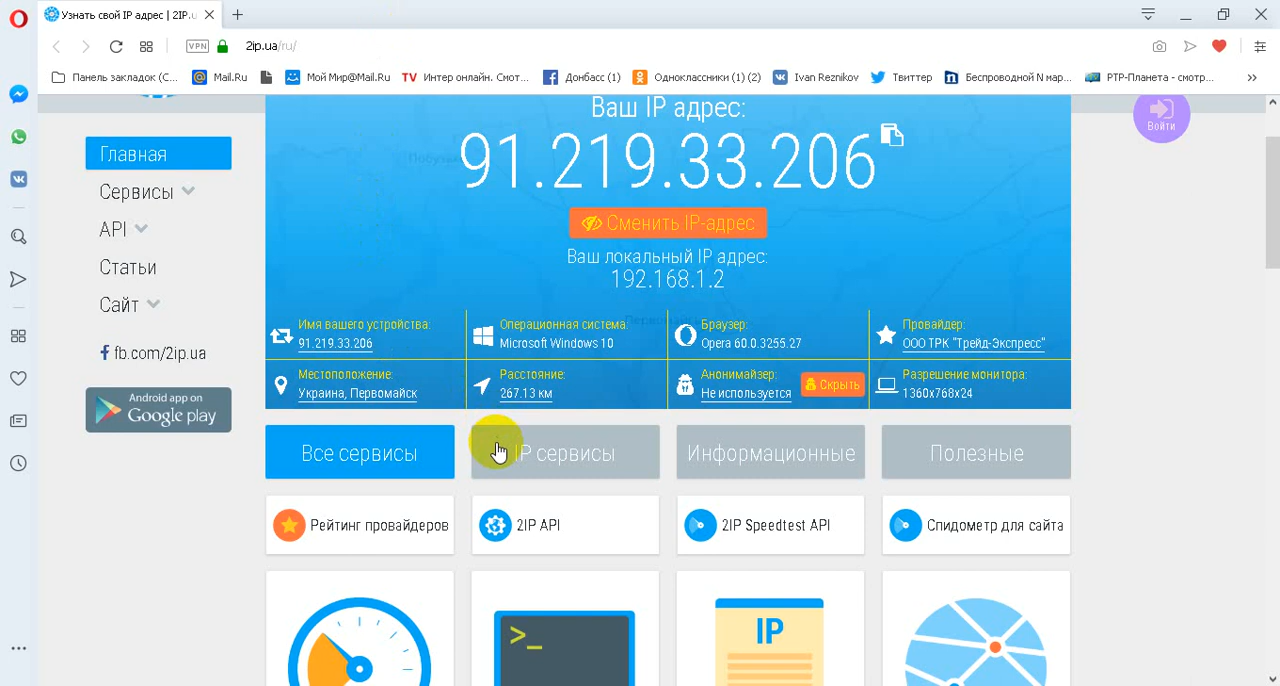 Узнать свой IP адрес | 2IP.u
VPN
2ip.ua/ru/
Панель закладок (С...
Mail.Ru
Мой Мир@Mail.Ru
TV Интер онлайн. Смот...
Донбасс (1)
Одноклассники (1) (2)
Ivan Reznikov
Твиттер
Беспроводной N мар...
РТР-Планета - смотр...
Ваш IP адрес:
91.219.33.206
Войти
Сменить IP-адрес
Ваш локальный IP адрес:
192.168.1.2
Главная
Сервисы
API
Статьи
Сайт
fb.com/2ip.ua
Android app on
Google play
Имя вашего устройства:
91.219.33.206
Операционная система:
Microsoft Windows 10
Браузер:
Opera 60.0.3255.27
Провайдер:
ООО ТРК "Трейд-Экспресс"
Местоположение:
Украина, Первомайск
Расстояние:
267.13 км
Анонимайзер:
Не используется
Скрыть
Разрешение монитора:
1360x768x24
Все сервисы
IP сервисы
Информационные
Полезные
Рейтинг провайдеров
2IP API
2IP Speedtest API
Спидометр для сайта
>_
IP